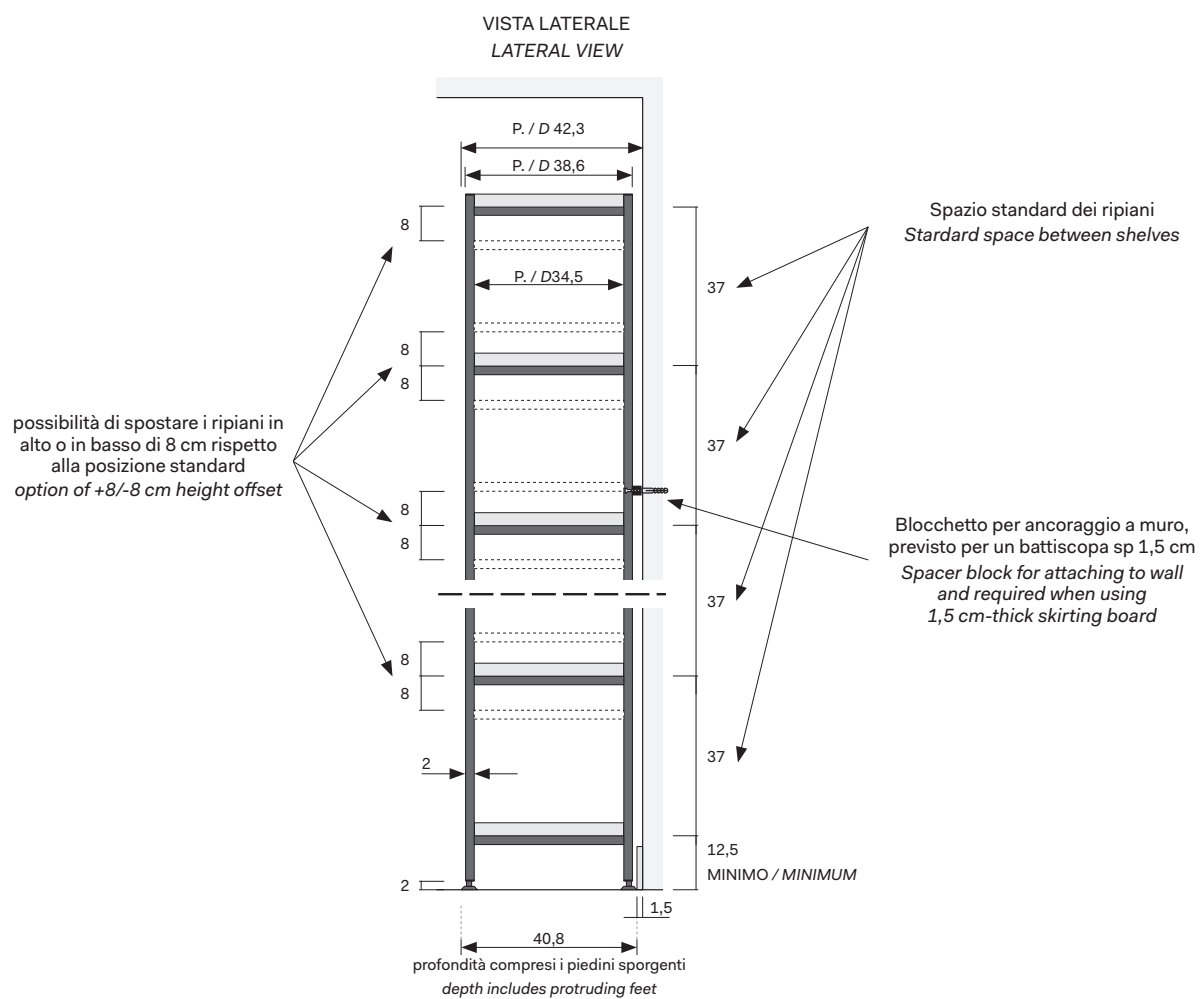 VISTA LATERALE
LATERAL VIEW
P. / D 42,3
P. / D 38,6
8
Spazio standard dei ripiani
Stardard space between shelves
P. / D34,5
37
8
8
possibilità di spostare i ripiani in
alto o in basso di 8 cm rispetto
alla posizione standard
option of +8/-8 cm height offset
37
8
8
Blocchetto per ancoraggio a muro,
previsto per un battiscopa sp 1,5 cm
Spacer block for attaching to wall
and required when using
1,5 cm-thick skirting board
37
8
8
37
2
12,5
MINIMO / MINIMUM
2
1,5
40,8
profondità compresi i piedini sporgenti
depth includes protruding feet